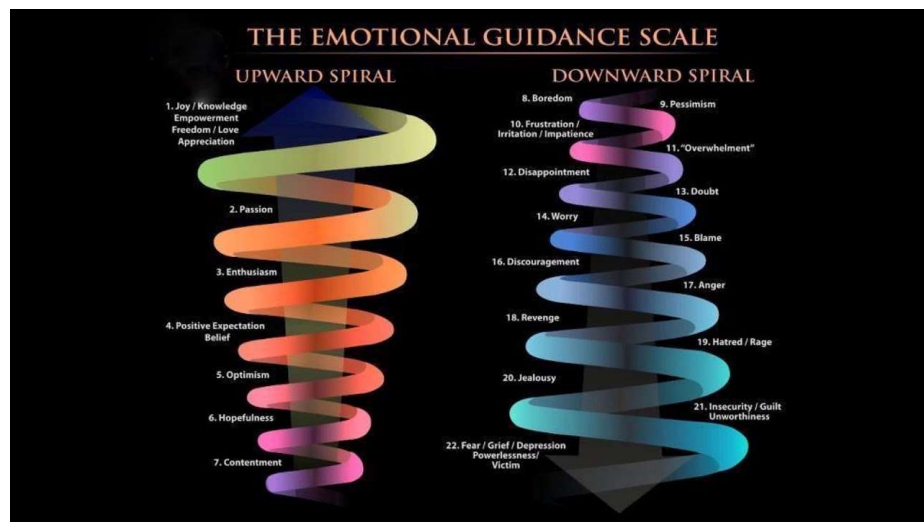 THE EMOTIONAL GUIDANCE SCALE
UPWARD SPIRAL
1. Joy / Knowledge
Empowerment
Freedom / Love
Appreciation
2. Passion
3. Enthusiasm
4. Positive Expectation
Belief
5. Optimism
6. Hopefulness
7. Contentment
DOWNWARD SPIRAL
8. Boredom
9. Pessimism
10. Frustration /
Irritation / Impatience
11. "Overwhelment"
12. Disappointment
13. Doubt
14. Worry
15. Blame
16. Discouragement
17. Anger
18. Revenge
19. Hatred / Rage
20. Jealousy
21. Insecurity / Guilt
Unworthiness
22. Fear / Grief / Depression
Powerlessness/
Victim